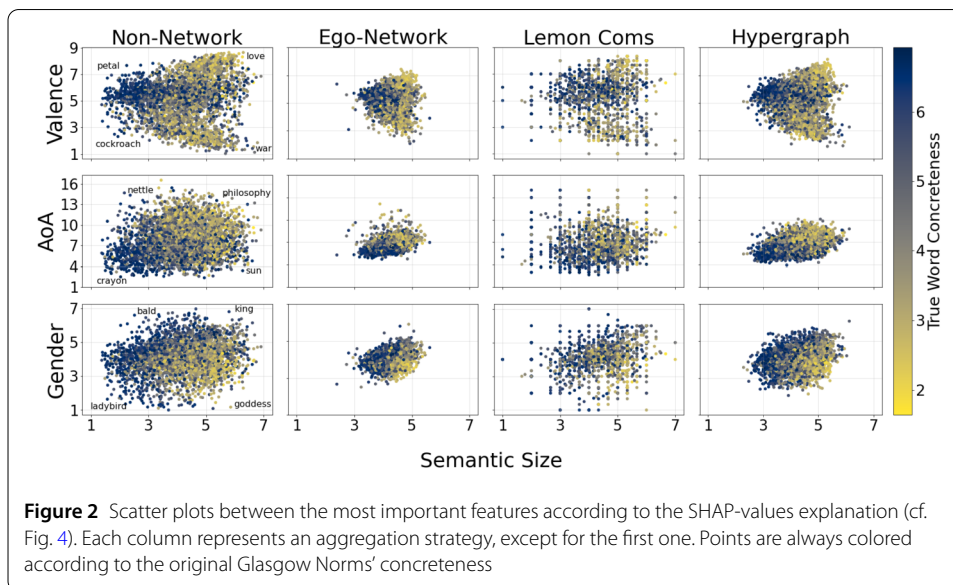 Non-Network Ego-Network Lemon Coms Hypergraph
Valence
9
7
5
3
1
petal
love
cockroach
war
AoA
16
13
10
7
4
1
nettle
philosophy
crayon
sun
Gender
7
5
3
1
bald
king
ladybird
goddess
1 3 5 7 1 3 5 7 1 3 5 7 1 3 5 7
Semantic Size
True Word Concreteness
6
5
4
3
2
Figure 2 Scatter plots between the most important features according to the SHAP-values explanation (cf.
Fig. 4). Each column represents an aggregation strategy, except for the first one. Points are always colored
according to the original Glasgow Norms' concreteness